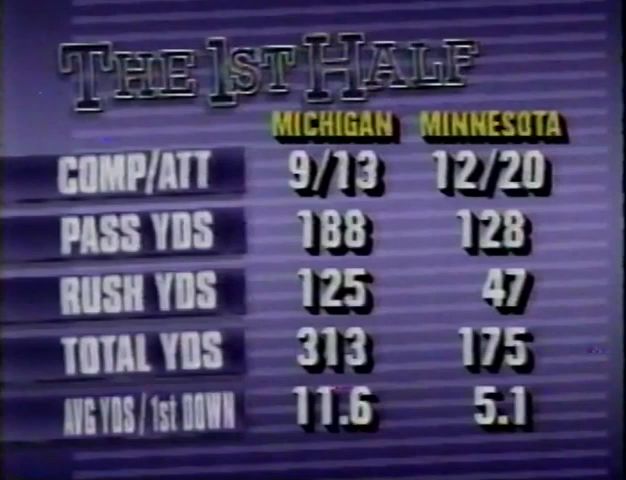 THE 1ST HALF
MICHIGAN MINNESOTA
COMP/ATT 9/13 12/20
PASS YDS 188 128
RUSH YDS 125 47
TOTAL YDS 313 175
AVG YDS / 1st DOWN 11.6 5.1